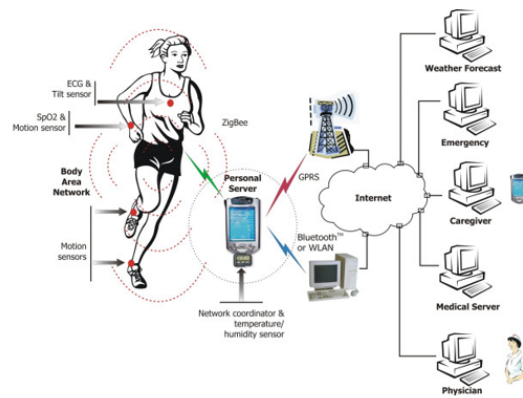 ECG &
Tilt sensor
SpO2 &
Motion sensor
Body
Area
Network
Motion
sensors
ZigBee
Personal
Server
Network coordinator &
temperature/
humidity sensor
GPRS
Bluetooth™
or WLAN
Internet
Weather Forecast
Emergency
Caregiver
Medical Server
Physician